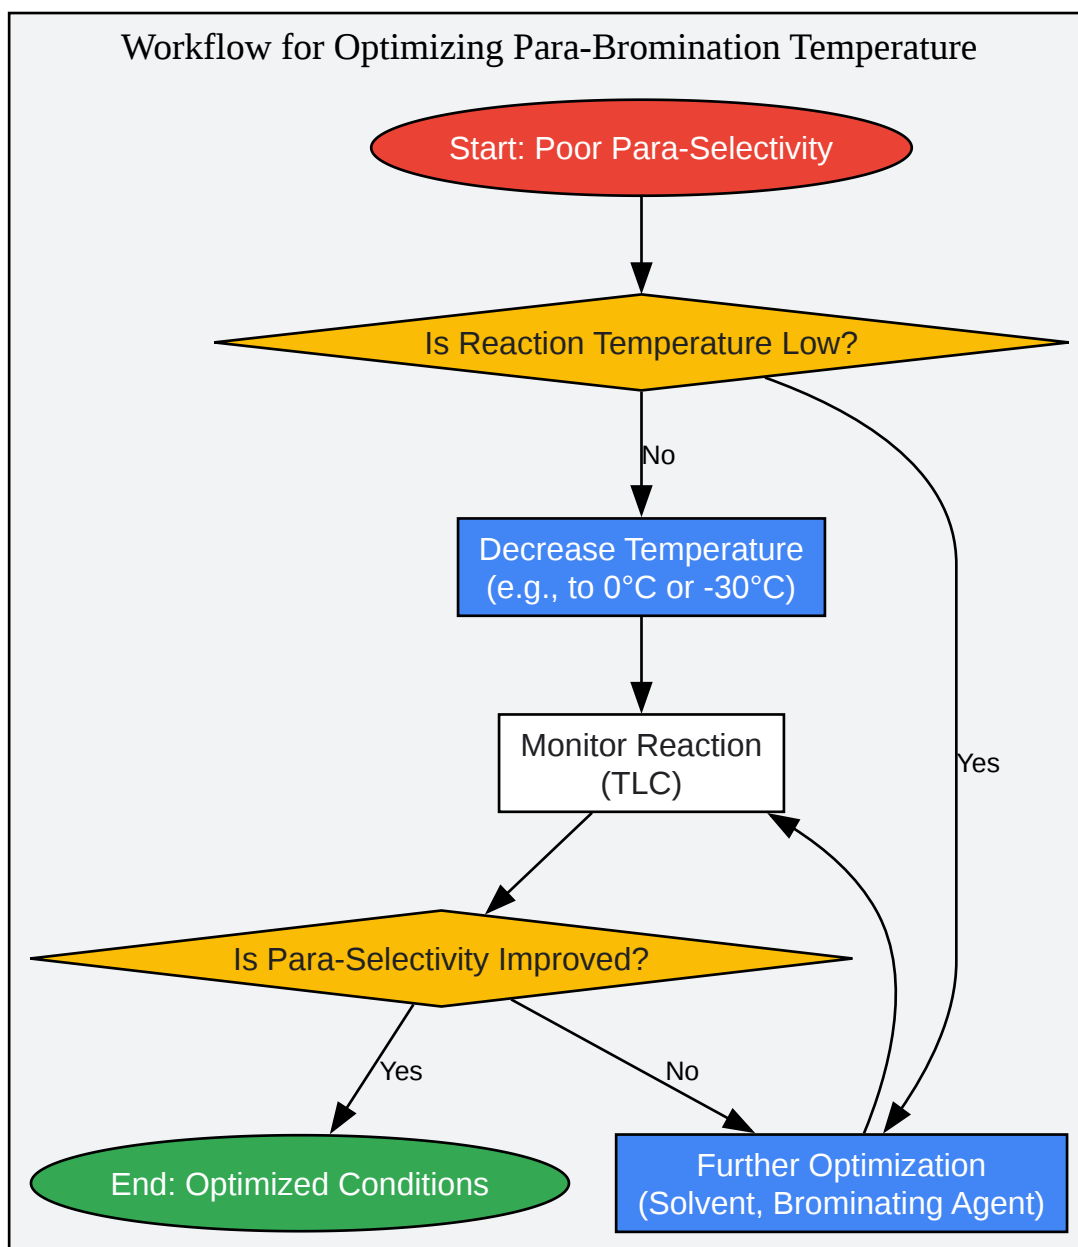 Workflow for Optimizing Para-Bromination Temperature
Start: Poor Para-Selectivity
Is Reaction Temperature Low?
No
Decrease Temperature
(e.g., to 0°C or -30°C)
Monitor Reaction
(TLC)
Yes
Is Para-Selectivity Improved?
Yes
No
End: Optimized Conditions
Further Optimization
(Solvent, Brominating Agent)